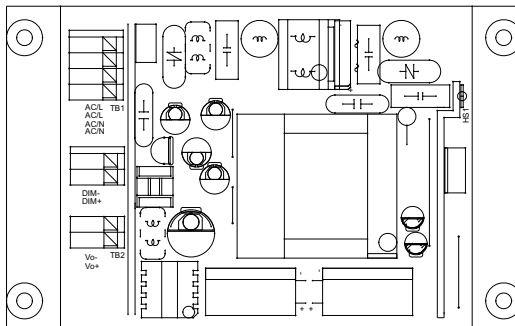 AC/L TB1
AC/L
AC/N
AC/N
DIM-
DIM+
Vo- TB2
Vo+
HS1